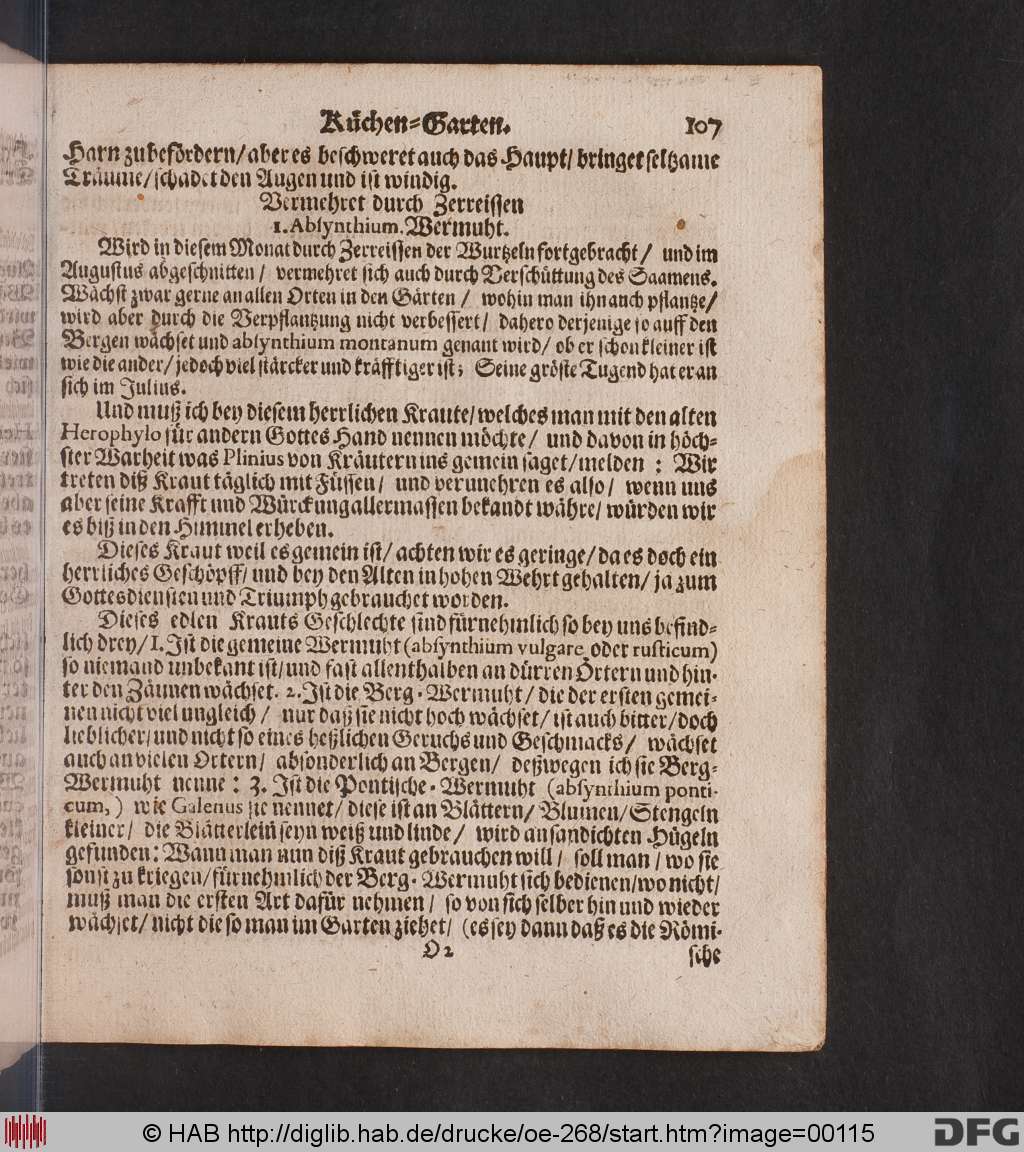 Küchen-Garten. 107
Harn zubefördern/ aber es beschweret auch das Haupt/ bringet seltzame
Träume/ schadet den Augen und ist windig.
Vermehret durch Zerreissen
1. Absynthium. Wermuht.
Wird in diesem Monat durch Zerreissen der Wurtzeln fortgebracht/ und im
Augustus abgeschnitten/ vermehret sich auch durch Verschüttung des Saamens.
Wächst zwar gerne an allen Orten in den Gärten/ wohin man ihn auch pflantze/
wird aber durch die Verpflantzung nicht verbessert/ dahero derjenige so auff den
Bergen wächset und absynthium montanum genant wird/ ob er schon kleiner ist
wie die ander/ jedoch viel stärcker und kräfftiger ist; Seine gröste Tugend hat er an
sich im Julius.
Und muß ich bey diesem herrlichen Kraute/ welches man mit den alten
Herophylo für andern Gottes Hand nennen möchte/ und davon in höch-
ster Warheit was Plinius von Kräutern ins gemein saget/ melden: Wir
treten diß Kraut täglich mit Füssen/ und verunehren es also/ wenn uns
aber seine Krafft und Würckung allermassen bekandt währe/ würden wir
es biß in den Himmel erheben.
Dieses Kraut weil es gemein ist/ achten wir es geringe/ da es doch ein
herrliches Geschöpff/ und bey den Alten in hohen Wehrt gehalten/ ja zum
Gottesdiensten und Triumph gebrauchet worden.
Dieses edlen Krauts Geschlechte sind fürnehmlich so bey uns befind-
lich drey/ 1. Ist die gemeine Wermuht (absynthium vulgare oder rusticum)
so niemand unbekant ist/ und fast allenthalben an dürren Örtern und hin-
ter den Zäunen wächset. 2. Ist die Berg-Wermuht/ die der ersten gemei-
nen nicht viel ungleich/ nur daß sie nicht hoch wächset/ ist auch bitter/ doch
lieblicher/ und nicht so eines heßlichen Geruchs und Geschmacks/ wächset
auch an vielen Ortern/ absonderlich an Bergen/ deßwegen ich sie Berg-
Wermuht nenne: 3. Ist die Pontische-Wermuht (absynthium ponti-
cum,) wie Galenus sie nennet/ diese ist an Blättern/ Blumen/ Stengeln
kleiner/ die Blätterlein seyn weiß und linde/ wird an sandichten Hügeln
gefunden: Wann man nun diß Kraut gebrauchen will/ soll man/ wo sie
sonst zu kriegen/ fürnehmlich der Berg-Wermuht sich bedienen/ wo nicht/
muß man die ersten Art dafür nehmen/ so von sich selber hin und wieder
wächset/ nicht die so man im Garten ziehet/ (es sey dann daß es die Römi-
O 2 sche
© HAB http://diglib.hab.de/drucke/oe-268/start.htm?image=00115
DFG